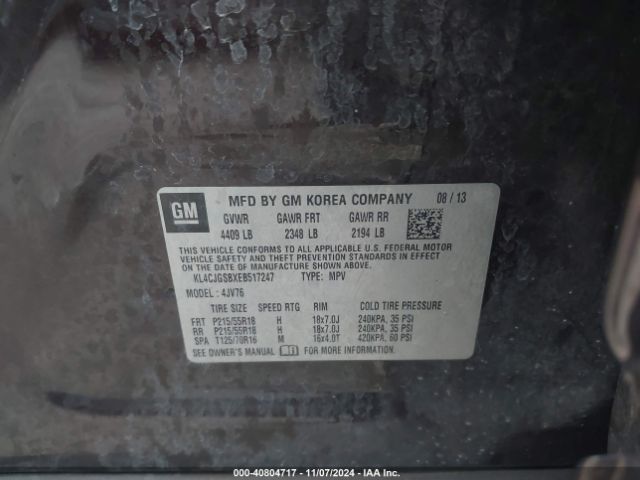 GM
MFD BY GM KOREA COMPANY 08 / 13
GVWR GAWR FRT GAWR RR
4409 LB 2348 LB 2194 LB
THIS VEHICLE CONFORMS TO ALL APPLICABLE U.S. FEDERAL MOTOR
VEHICLE SAFETY, BUMPER, AND THEFT PREVENTION STANDARDS IN EFFECT
ON THE DATE OF MANUFACTURE SHOWN ABOVE.
KL4CJGSBXEB517247 TYPE: MPV
MODEL: 4JV76
TIRE SIZE SPEED RTG RIM COLD TIRE PRESSURE
FRT P215/55R18 H 18x7.0J 240KPA, 35 PSI
RR P215/55R18 H 18x7.0J 240KPA, 35 PSI
SPA T125/70R16 M 16x4.0T 420KPA, 60 PSI
SEE OWNER'S MANUAL FOR MORE INFORMATION.
000-40804717 - 11/07/2024 - IAA Inc.